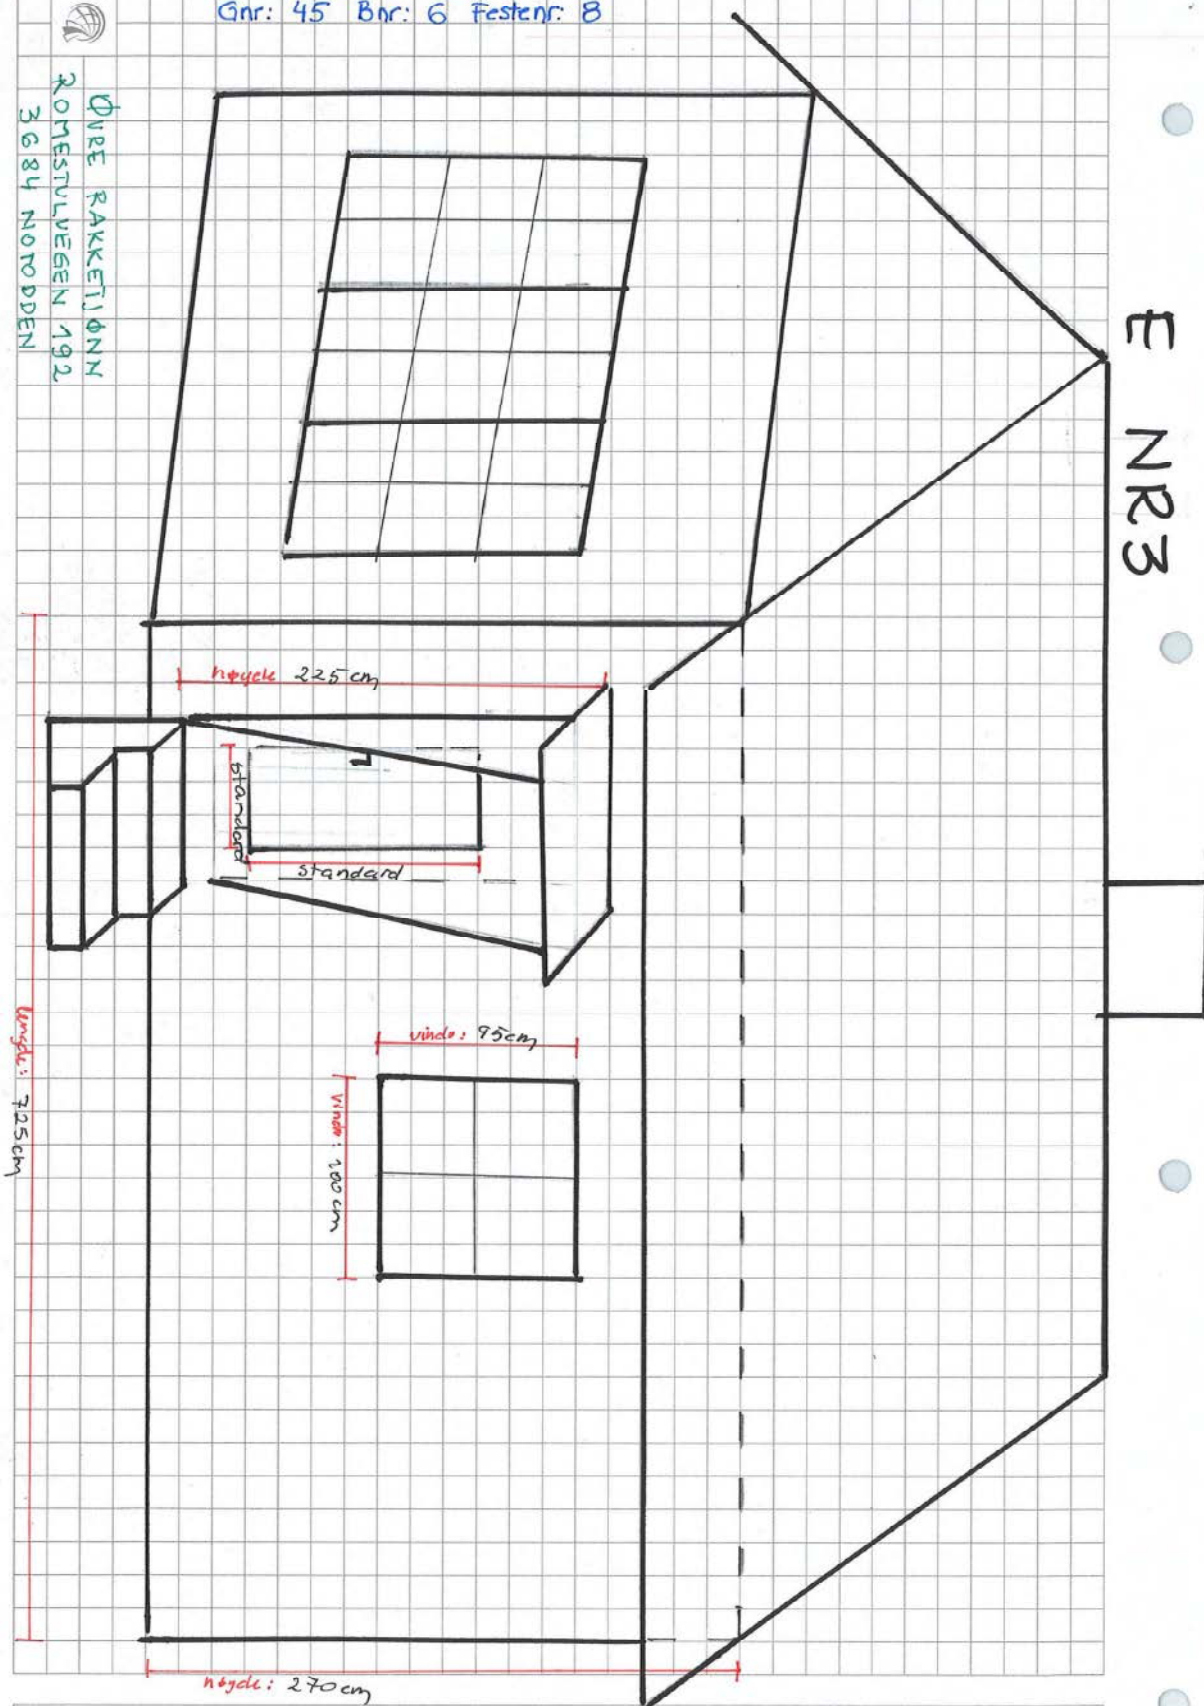 Gnr: 45 Bnr: 6 Festenr: 8
E NR3
ØVRE RAKKETJØNN
ROMESTULVEGEN 192
3684 NOTODDEN
høyde 225 cm
standard
standard
vindu: 95cm
vindu: 100 cm
lengde: 725cm
høyde: 270cm